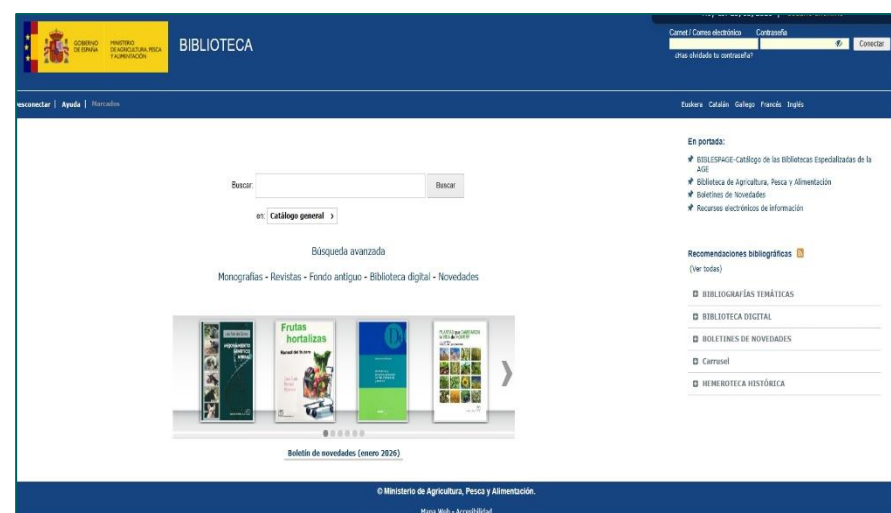 GOBIERNO DE ESPAÑA
MINISTERIO DE AGRICULTURA, PESCA Y ALIMENTACIÓN
BIBLIOTECA
Carnet / Correo electrónico Contraseña
Conectar
¿Has olvidado tu contraseña?
esconectar | Ayuda | Marcados
Euskera Catalán Gallego Francés Inglés
Buscar: Buscar
en: Catálogo general ›
Búsqueda avanzada
Monografías - Revistas - Fondo antiguo - Biblioteca digital - Novedades
Frutas
hortalizas
Boletín de novedades (enero 2026)
En portada:
BIBLESPAGE-Catálogo de las Bibliotecas Especializadas de la
AGE
Biblioteca de Agricultura, Pesca y Alimentación
Boletines de Novedades
Recursos electrónicos de información
Recomendaciones bibliográficas
(Ver todas)
BIBLIOGRAFÍAS TEMÁTICAS
BIBLIOTECA DIGITAL
BOLETINES DE NOVEDADES
Carrusel
HEMEROTECA HISTÓRICA
© Ministerio de Agricultura, Pesca y Alimentación.
Mapa Web - Accesibilidad